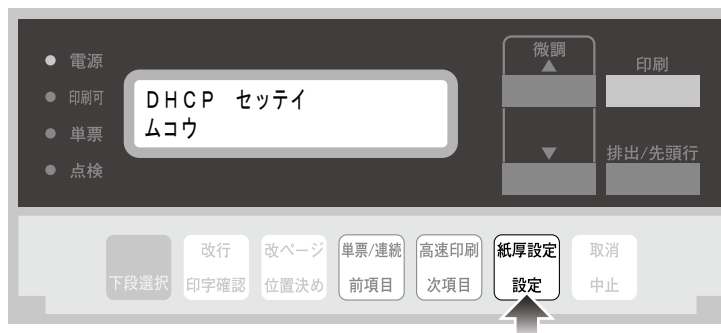 電源
印刷可
単票
点検
DHCP セッテイ
ムコウ
微調
▲
▼
印刷
排出/先頭行
下段選択
改行
印字確認
改ページ
位置決め
単票/連続
前項目
高速印刷
次項目
紙厚設定
設定
取消
中止